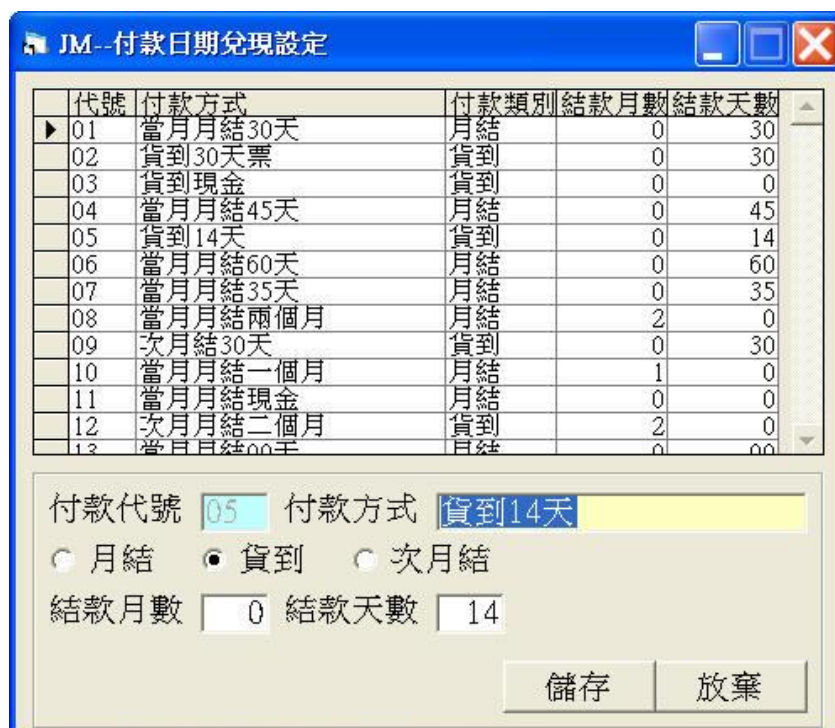 JM--付款日期兌現設定
代號 付款方式 付款類別 結款月數 結款天數
01 當月月結30天 月結 0 30
02 貨到30天票 貨到 0 30
03 貨到現金 貨到 0 0
04 當月月結45天 月結 0 45
05 貨到14天 貨到 0 14
06 當月月結60天 月結 0 60
07 當月月結35天 月結 0 35
08 當月月結兩個月 月結 2 0
09 次月結30天 貨到 0 30
10 當月月結一個月 月結 1 0
11 當月月結現金 月結 0 0
12 次月月結二個月 貨到 2 0
付款代號 05 付款方式 貨到14天
月結 貨到 次月結
結款月數 0 結款天數 14
儲存 放棄